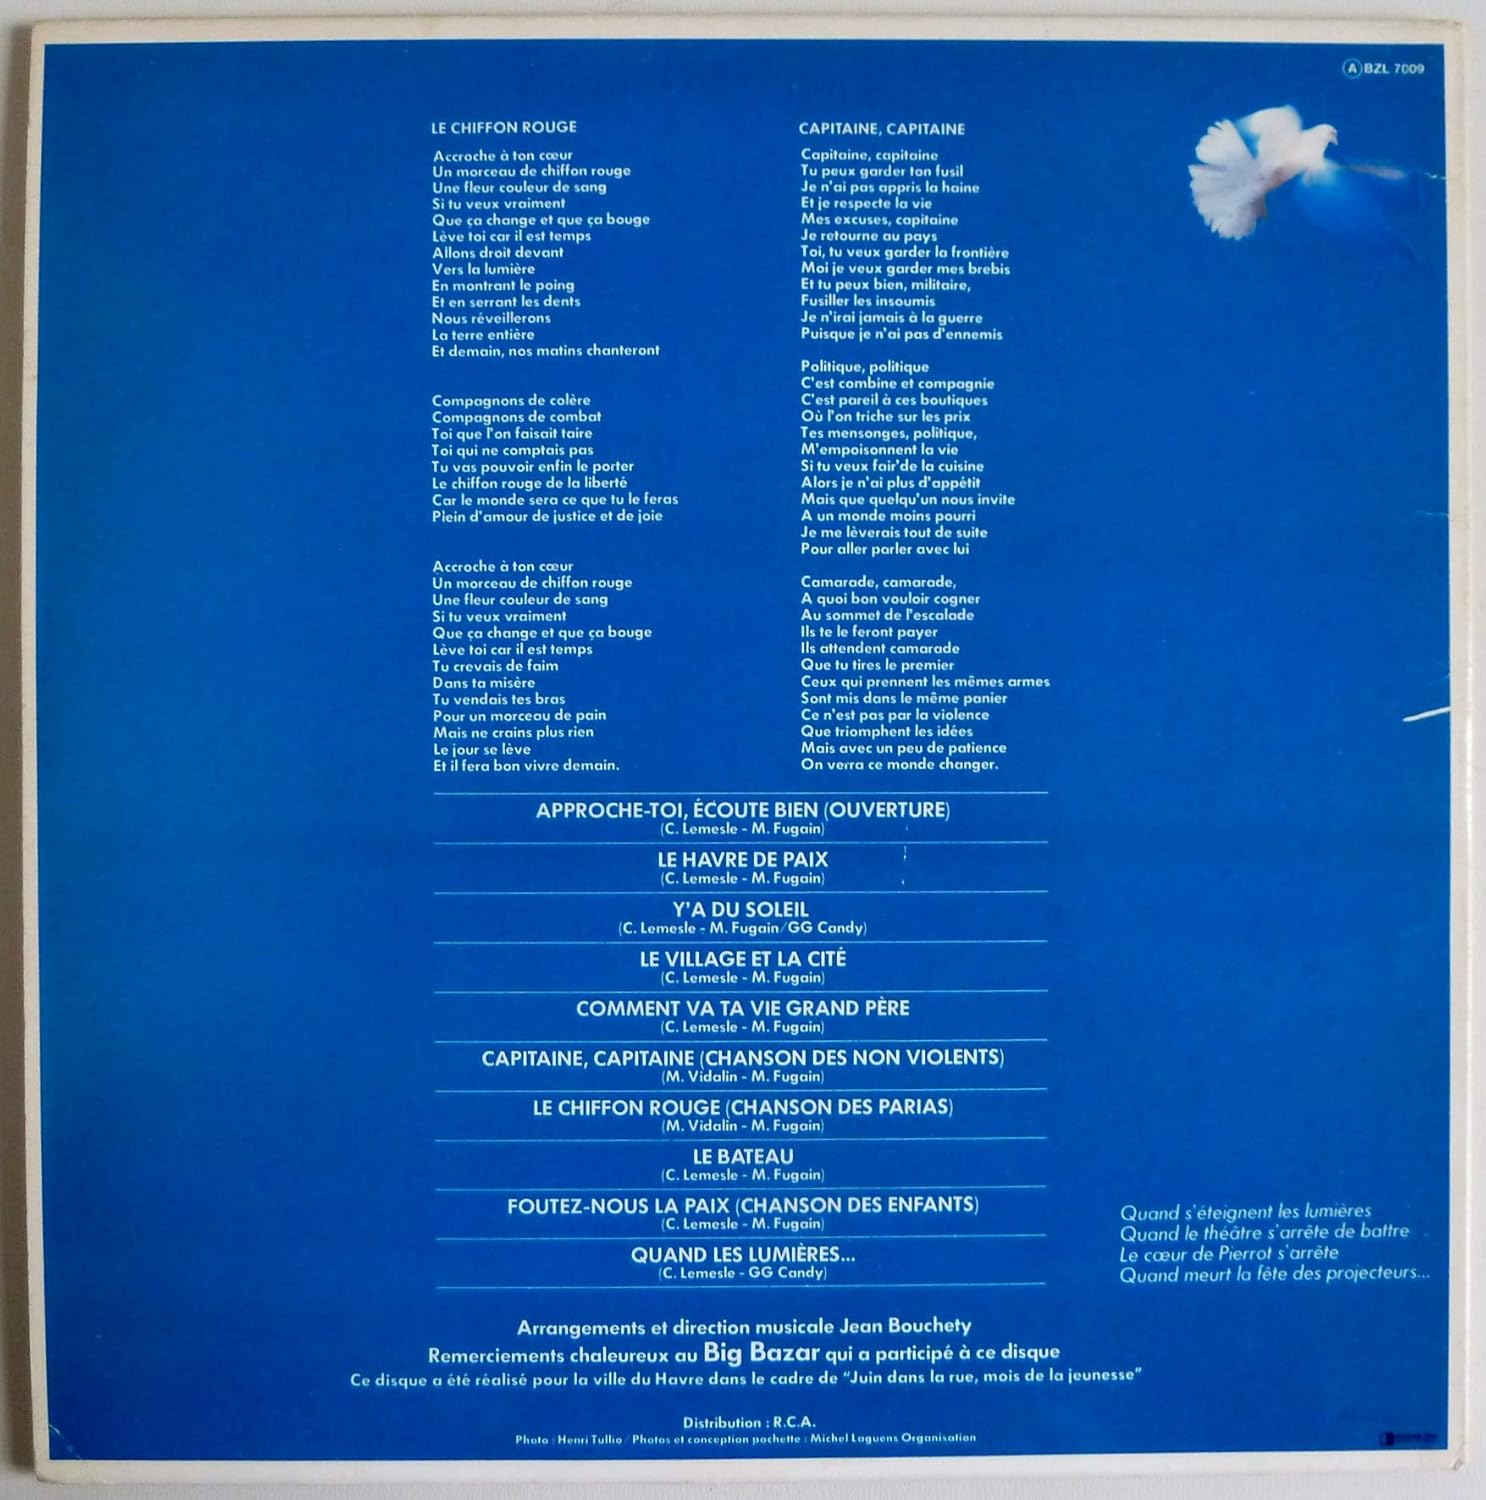 A BZL 7009
LE CHIFFON ROUGE
Accroche à ton cœur
Un morceau de chiffon rouge
Une fleur couleur de sang
Si tu veux vraiment
Que ça change et que ça bouge
Lève toi car il est temps
Allons droit devant
Vers la lumière
En montrant le poing
Et en serrant les dents
Nous réveillerons
La terre entière
Et demain, nos matins chanteront
Compagnons de colère
Compagnons de combat
Toi que l'on faisait taire
Toi qui ne comptais pas
Tu vas pouvoir enfin le porter
Le chiffon rouge de la liberté
Car le monde sera ce que tu le feras
Plein d'amour de justice et de joie
Accroche à ton cœur
Un morceau de chiffon rouge
Une fleur couleur de sang
Si tu veux vraiment
Que ça change et que ça bouge
Lève toi car il est temps
Tu crevais de faim
Dans ta misère
Tu vendais tes bras
Pour un morceau de pain
Mais ne crains plus rien
Le jour se lève
Et il fera bon vivre demain.
CAPITAINE, CAPITAINE
Capitaine, capitaine
Tu peux garder ton fusil
Je n'ai pas appris la haine
Et je respecte la vie
Mes excuses, capitaine
Je retourne au pays
Toi, tu veux garder la frontière
Moi je veux garder mes brebis
Et tu peux bien, militaire,
Fusiller les insoumis
Je n'irai jamais à la guerre
Puisque je n'ai pas d'ennemis
Politique, politique
C'est combine et compagnie
C'est pareil à ces boutiques
Où l'on triche sur les prix
Tes mensonges, politique,
M'empoisonnent la vie
Si tu veux fair'de la cuisine
Alors je n'ai plus d'appétit
Mais que quelqu'un nous invite
A un monde moins pourri
Je me lèverais tout de suite
Pour aller parler avec lui
Camarade, camarade,
A quoi bon vouloir cogner
Au sommet de l'escalade
Ils te le feront payer
Ils attendent camarade
Que tu tires le premier
Ceux qui prennent les mêmes armes
Sont mis dans le même panier
Ce n'est pas par la violence
Que triomphent les idées
Mais avec un peu de patience
On verra ce monde changer.
APPROCHE-TOI, ÉCOUTE BIEN (OUVERTURE)
(C. Lemesle - M. Fugain)
LE HAVRE DE PAIX
(C. Lemesle - M. Fugain)
Y'A DU SOLEIL
(C. Lemesle - M. Fugain/GG Candy)
LE VILLAGE ET LA CITÉ
(C. Lemesle - M. Fugain)
COMMENT VA TA VIE GRAND PÈRE
(C. Lemesle - M. Fugain)
CAPITAINE, CAPITAINE (CHANSON DES NON VIOLENTS)
(M. Vidalin - M. Fugain)
LE CHIFFON ROUGE (CHANSON DES PARIAS)
(M. Vidalin - M. Fugain)
LE BATEAU
(C. Lemesle - M. Fugain)
FOUTEZ-NOUS LA PAIX (CHANSON DES ENFANTS)
(C. Lemesle - M. Fugain)
QUAND LES LUMIÈRES...
(C. Lemesle - GG Candy)
Quand s'éteignent les lumières
Quand le théâtre s'arrête de battre
Le cœur de Pierrot s'arrête
Quand meurt la fête des projecteurs...
Arrangements et direction musicale Jean Bouchety
Remerciements chaleureux au Big Bazar qui a participé à ce disque
Ce disque a été réalisé pour la ville du Havre dans le cadre de "Juin dans la rue, mois de la jeunesse"
Distribution : R.C.A.
Photo : Henri Tullio / Photos et conception pochette : Michel Laguens Organisation